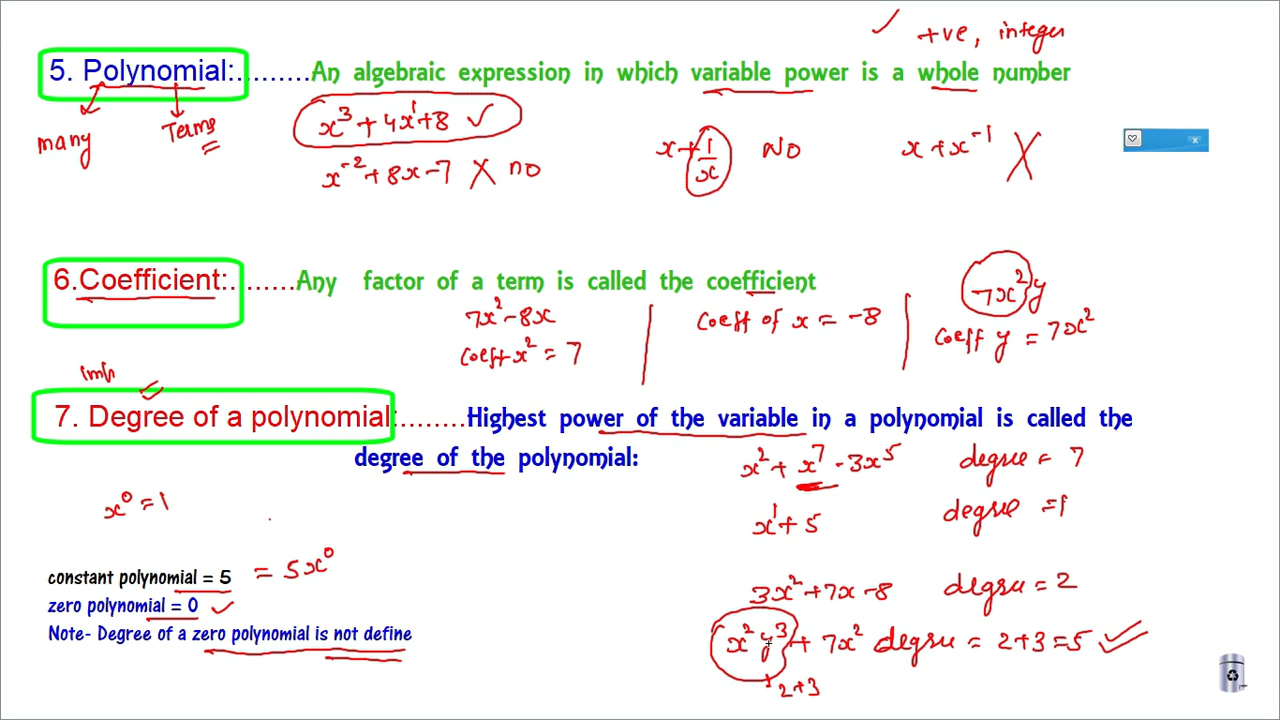 ✓ +ve, integer
5. Polynomial:.........An algebraic expression in which variable power is a whole number
many Terms
x³ + 4x¹ + 8 ✓
x + 1/x NO
x + x⁻¹ X
x⁻² + 8x - 7 X no
6.Coefficient:.......Any factor of a term is called the coefficient
7x² - 8x
coeff x² = 7
coeff of x = -8
7x²y
coeff y = 7x²
imp
7. Degree of a polynomial:........Highest power of the variable in a polynomial is called the
degree of the polynomial:
x² + x⁷ - 3x⁵ degree = 7
x⁰ = 1
x¹ + 5 degree = 1
constant polynomial = 5 = 5x⁰
3x² + 7x - 8 degree = 2
zero polynomial = 0 ✓
Note- Degree of a zero polynomial is not define
x²y³ + 7x² degree = 2+3 = 5 ✓
2+3